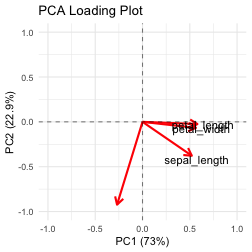 PCA Loading Plot
1.0
0.5
0.0
-0.5
-1.0
PC2 (22.9%)
petal_length
petal_width
sepal_length
-1.0
-0.5
0.0
0.5
1.0
PC1 (73%)